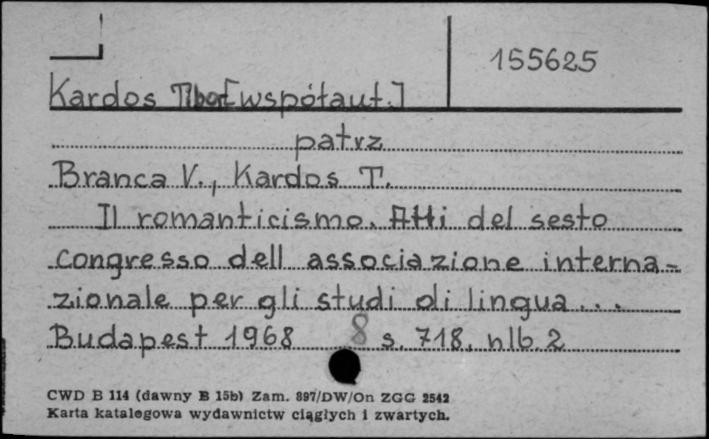 155625
Kardos Tibor [współaut.]
patrz
Branca V., Kardos T.
Il romanticismo. Atti del sesto
congresso dell associazione interna-
zionale per gli studi di lingua...
Budapest 1968 8 s. 718, nlb. 2
CWD B 114 (dawny B 15b) Zam. 897/DW/On ZGG 2542
Karta katalogowa wydawnictw ciągłych i zwartych.